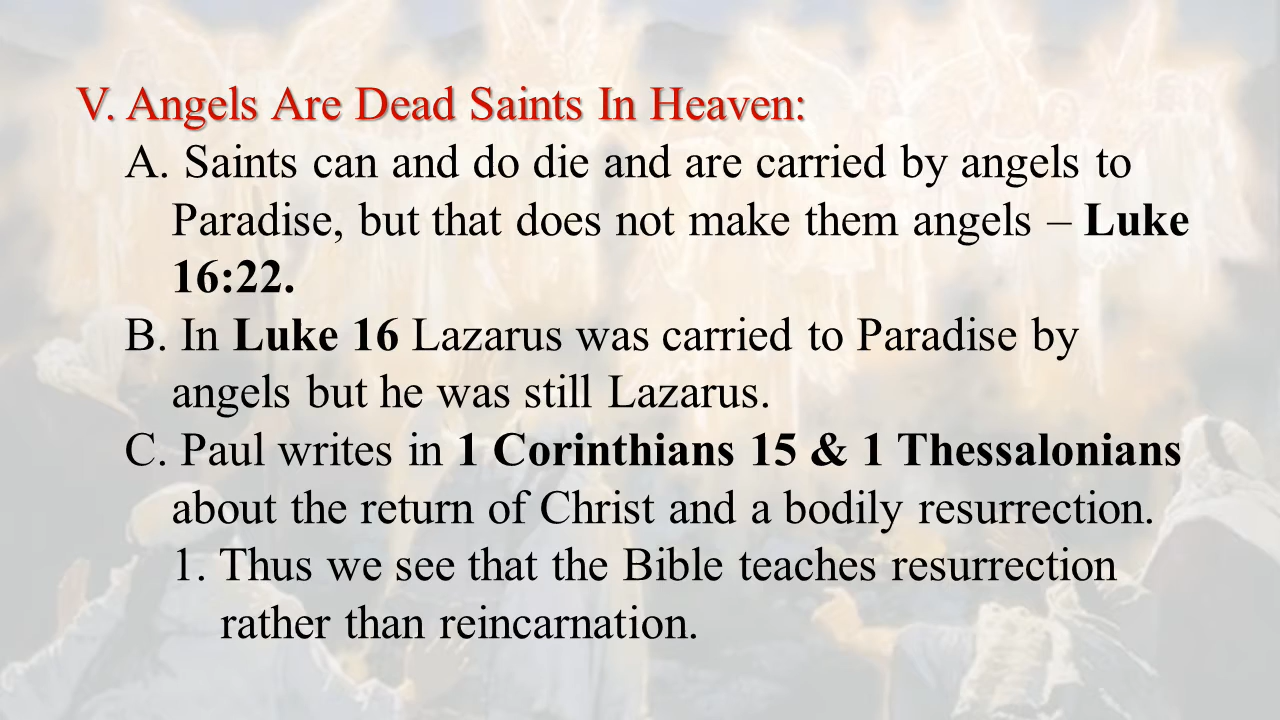 V. Angels Are Dead Saints In Heaven:
A. Saints can and do die and are carried by angels to
Paradise, but that does not make them angels – Luke
16:22.
B. In Luke 16 Lazarus was carried to Paradise by
angels but he was still Lazarus.
C. Paul writes in 1 Corinthians 15 & 1 Thessalonians
about the return of Christ and a bodily resurrection.
1. Thus we see that the Bible teaches resurrection
rather than reincarnation.